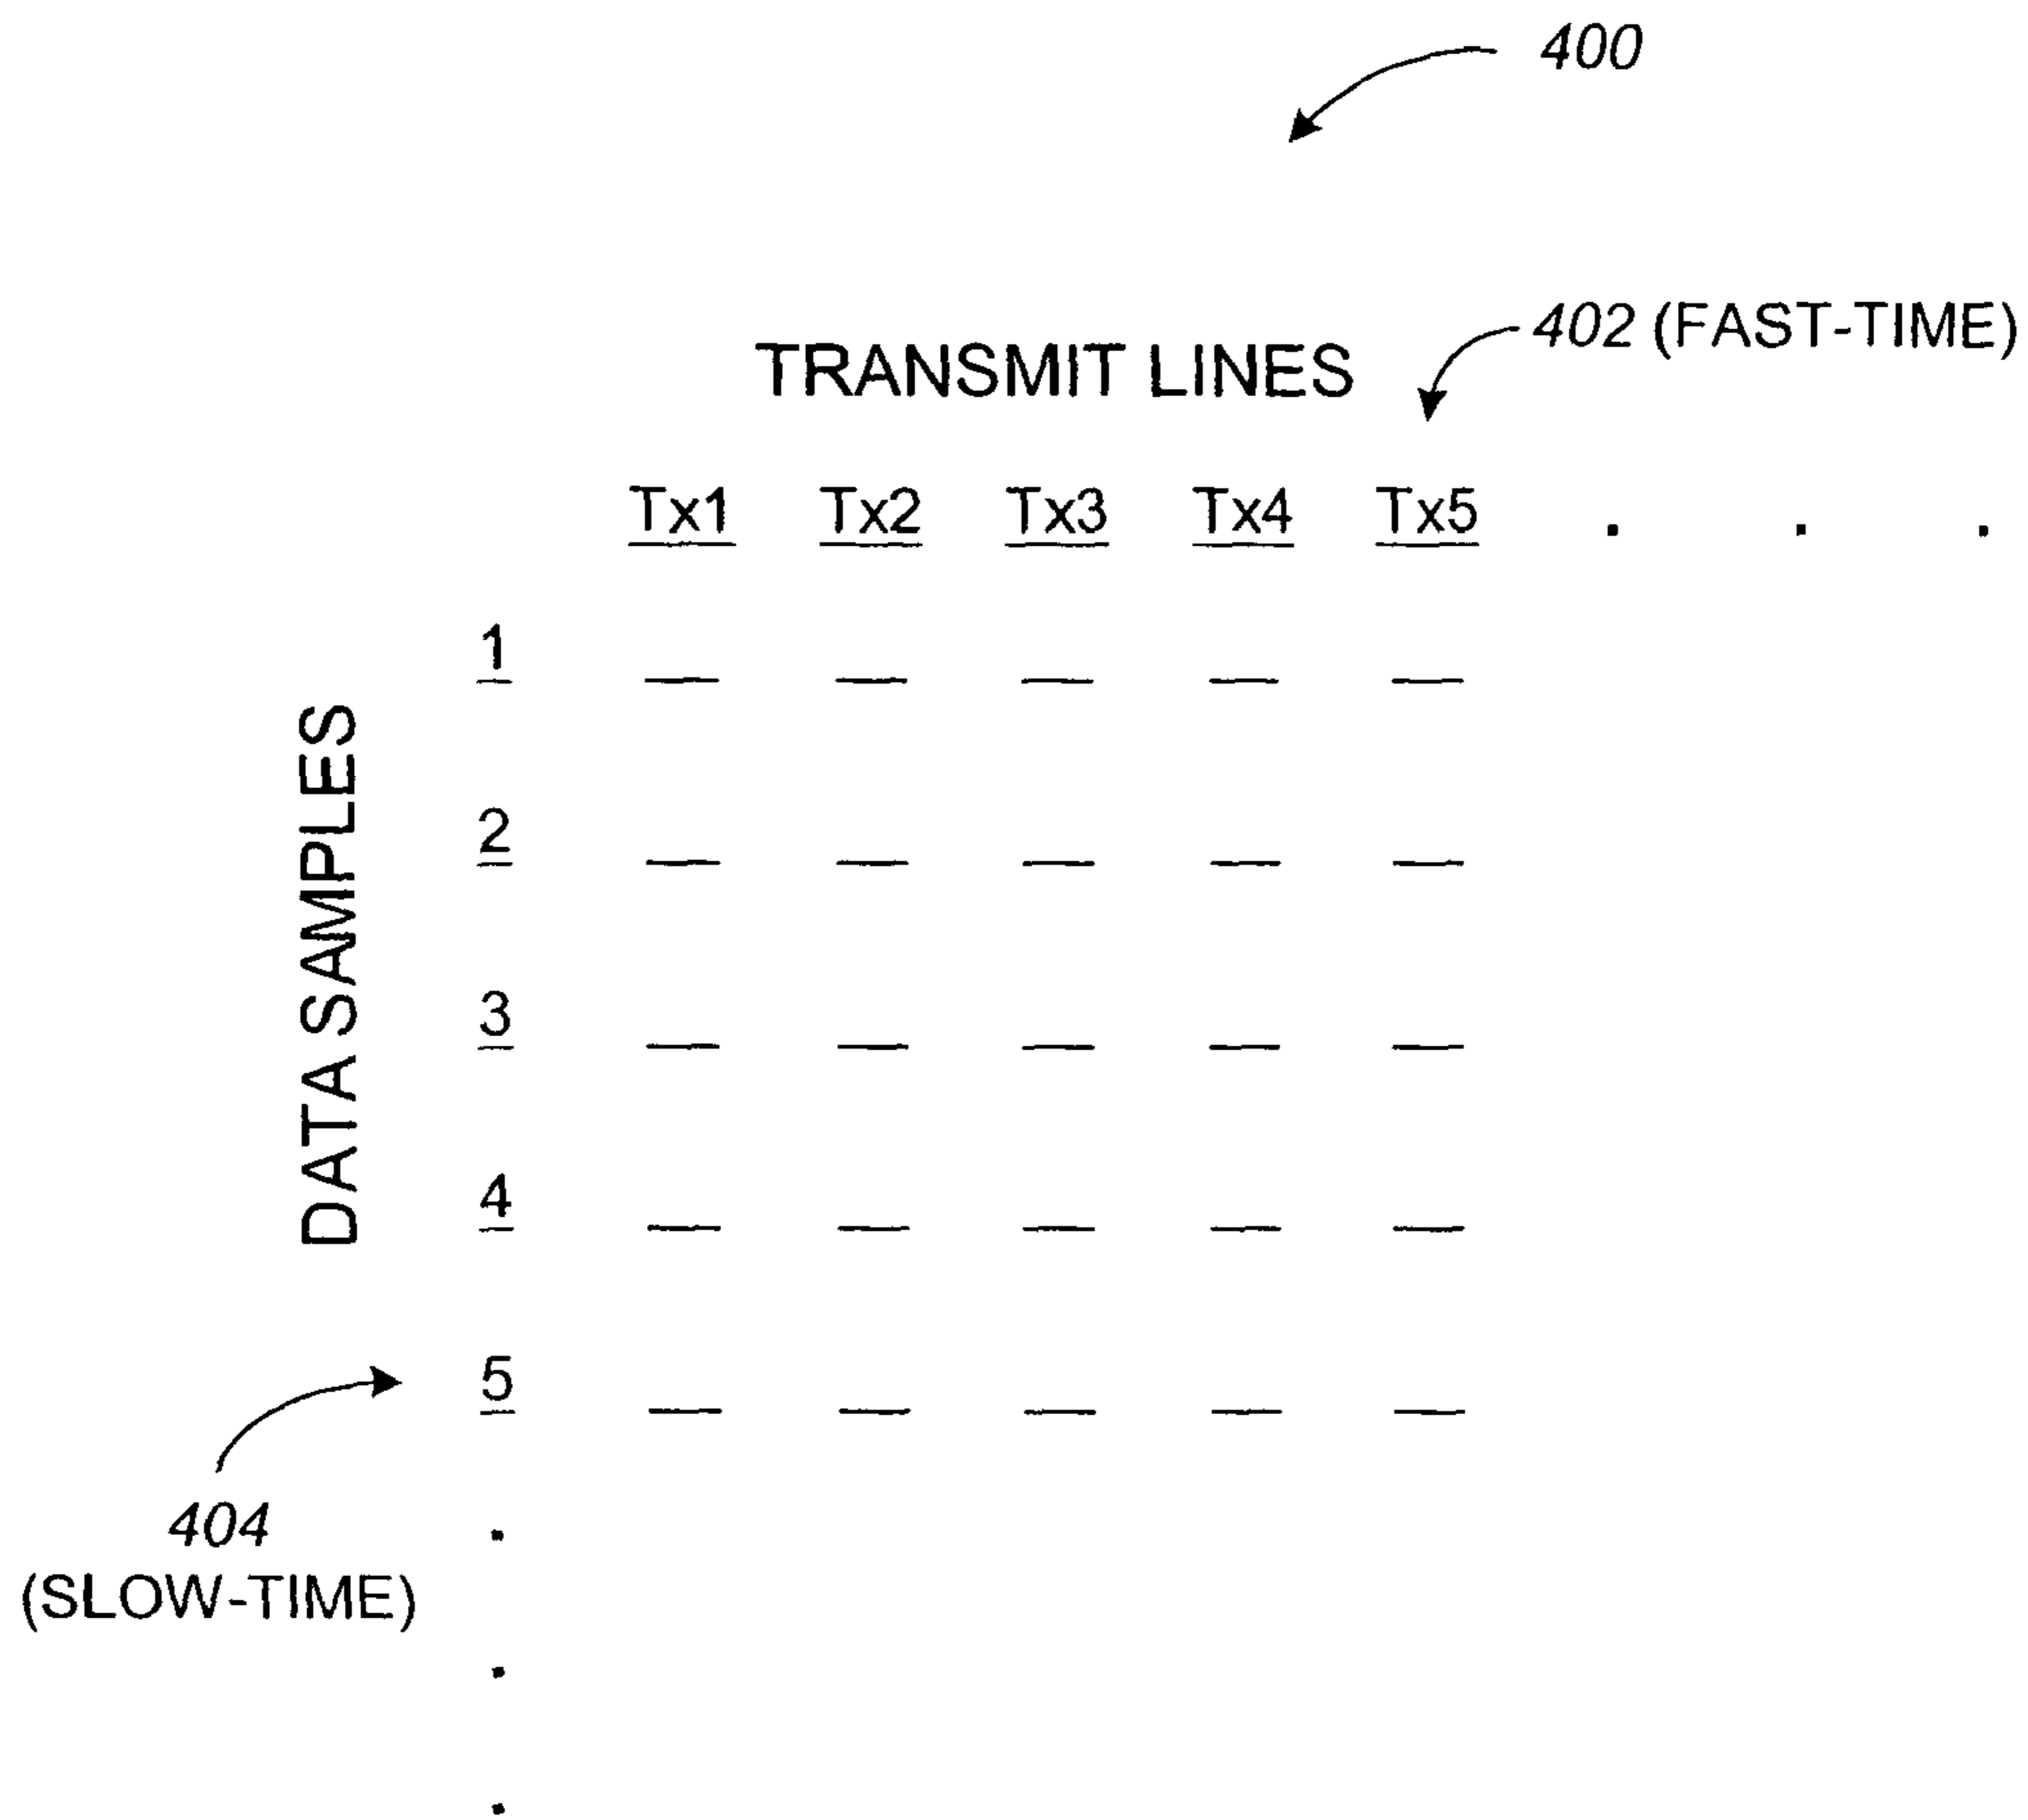 400
402 (FAST-TIME)
TRANSMIT LINES
Tx1 Tx2 Tx3 Tx4 Tx5 . . .
DATA SAMPLES
1
2
3
4
5
404
(SLOW-TIME)
.
.
.